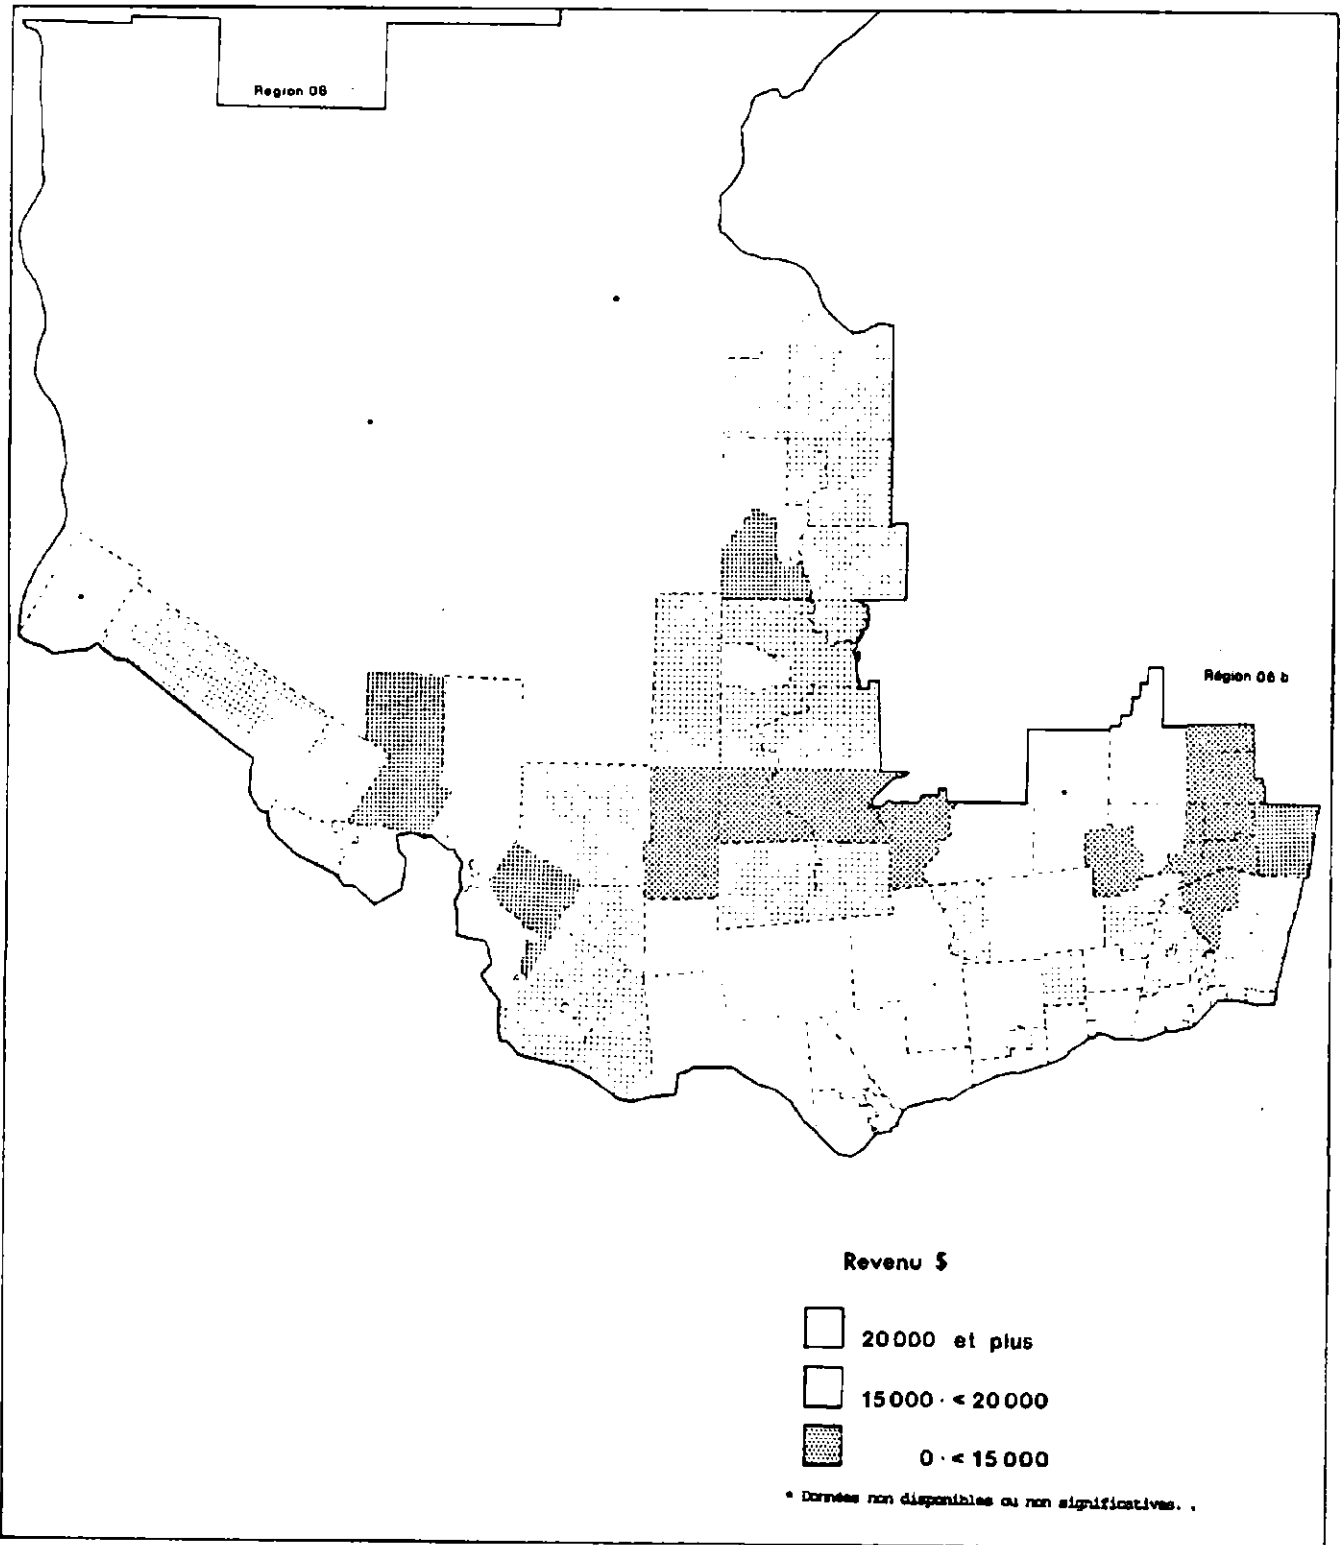 Region 08
Région 08 b
Revenu $
20000 et plus
15000 · < 20000
0 · < 15000
* Données non disponibles ou non significatives. .